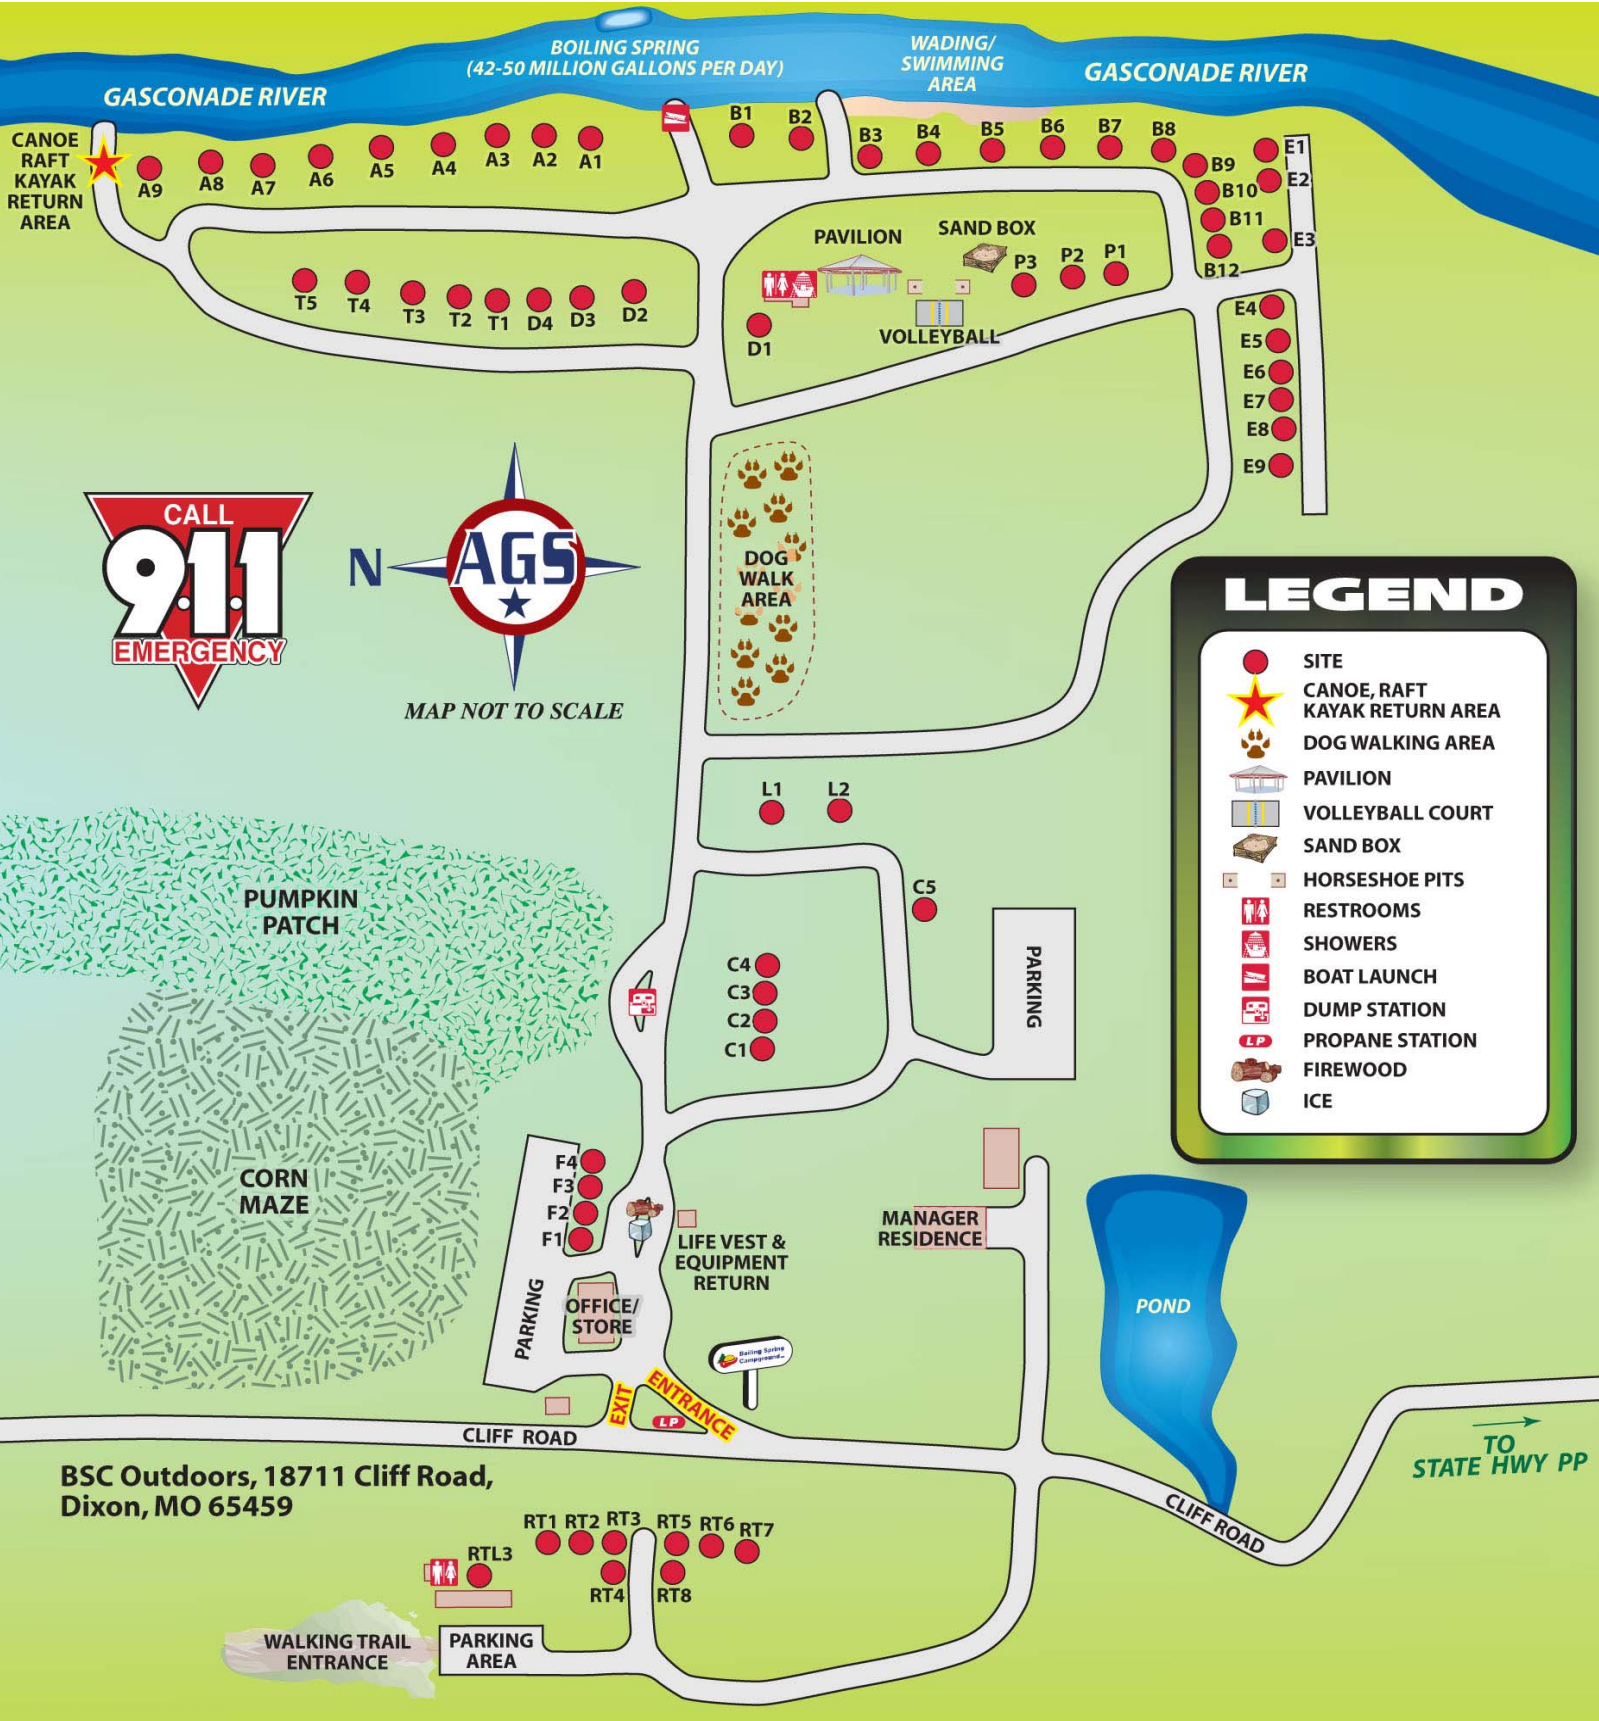 BOILING SPRING
(42-50 MILLION GALLONS PER DAY)
WADING/
SWIMMING
AREA
GASCONADE RIVER
GASCONADE RIVER
CANOE
RAFT
KAYAK
RETURN
AREA
A9
A8
A7
A6
A5
A4
A3
A2
A1
B1
B2
B3
B4
B5
B6
B7
B8
B9
B10
B11
B12
E1
E2
E3
PAVILION
SAND BOX
P3
P2
P1
VOLLEYBALL
D1
T5
T4
T3
T2
T1
D4
D3
D2
E4
E5
E6
E7
E8
E9
CALL
911
EMERGENCY
N
AGS
MAP NOT TO SCALE
DOG
WALK
AREA
LEGEND
SITE
CANOE, RAFT
KAYAK RETURN AREA
DOG WALKING AREA
PAVILION
VOLLEYBALL COURT
SAND BOX
HORSESHOE PITS
RESTROOMS
SHOWERS
BOAT LAUNCH
DUMP STATION
LP
PROPANE STATION
FIREWOOD
ICE
L1
L2
C5
C4
C3
C2
C1
PARKING
PUMPKIN
PATCH
CORN
MAZE
F4
F3
F2
F1
PARKING
OFFICE/
STORE
LIFE VEST &
EQUIPMENT
RETURN
MANAGER
RESIDENCE
POND
Boiling Spring
Campground
EXIT
ENTRANCE
LP
CLIFF ROAD
CLIFF ROAD
TO
STATE HWY PP
BSC Outdoors, 18711 Cliff Road,
Dixon, MO 65459
RT1
RT2
RT3
RT5
RT6
RT7
RTL3
RT4
RT8
WALKING TRAIL
ENTRANCE
PARKING
AREA